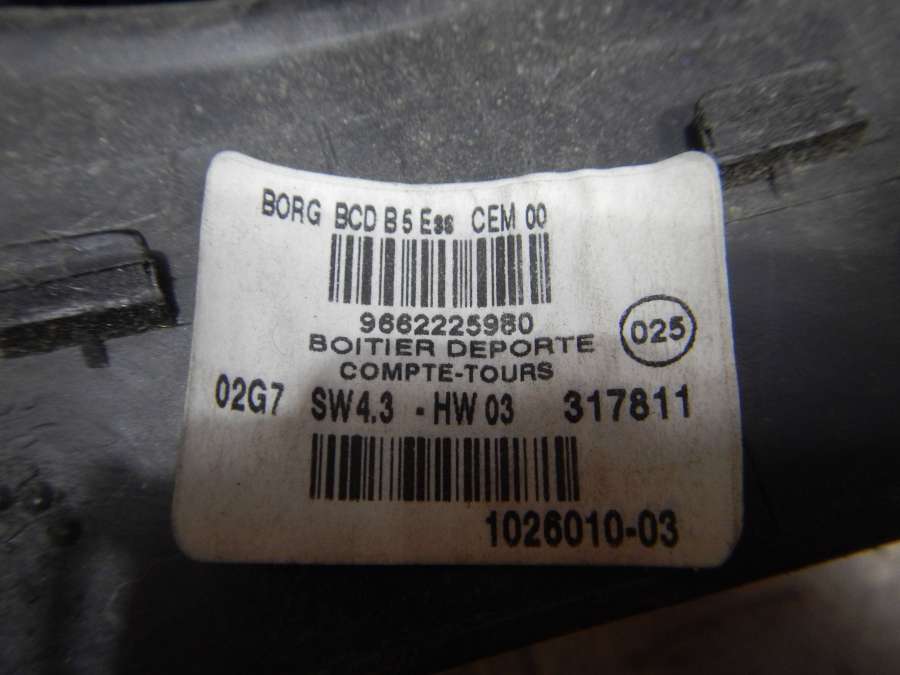 BORG BCD B5 Ess CEM 00
9662225980
BOITIER DEPORTE
025
COMPTE-TOURS
02G7 SW4.3 - HW 03 317811
1026010-03